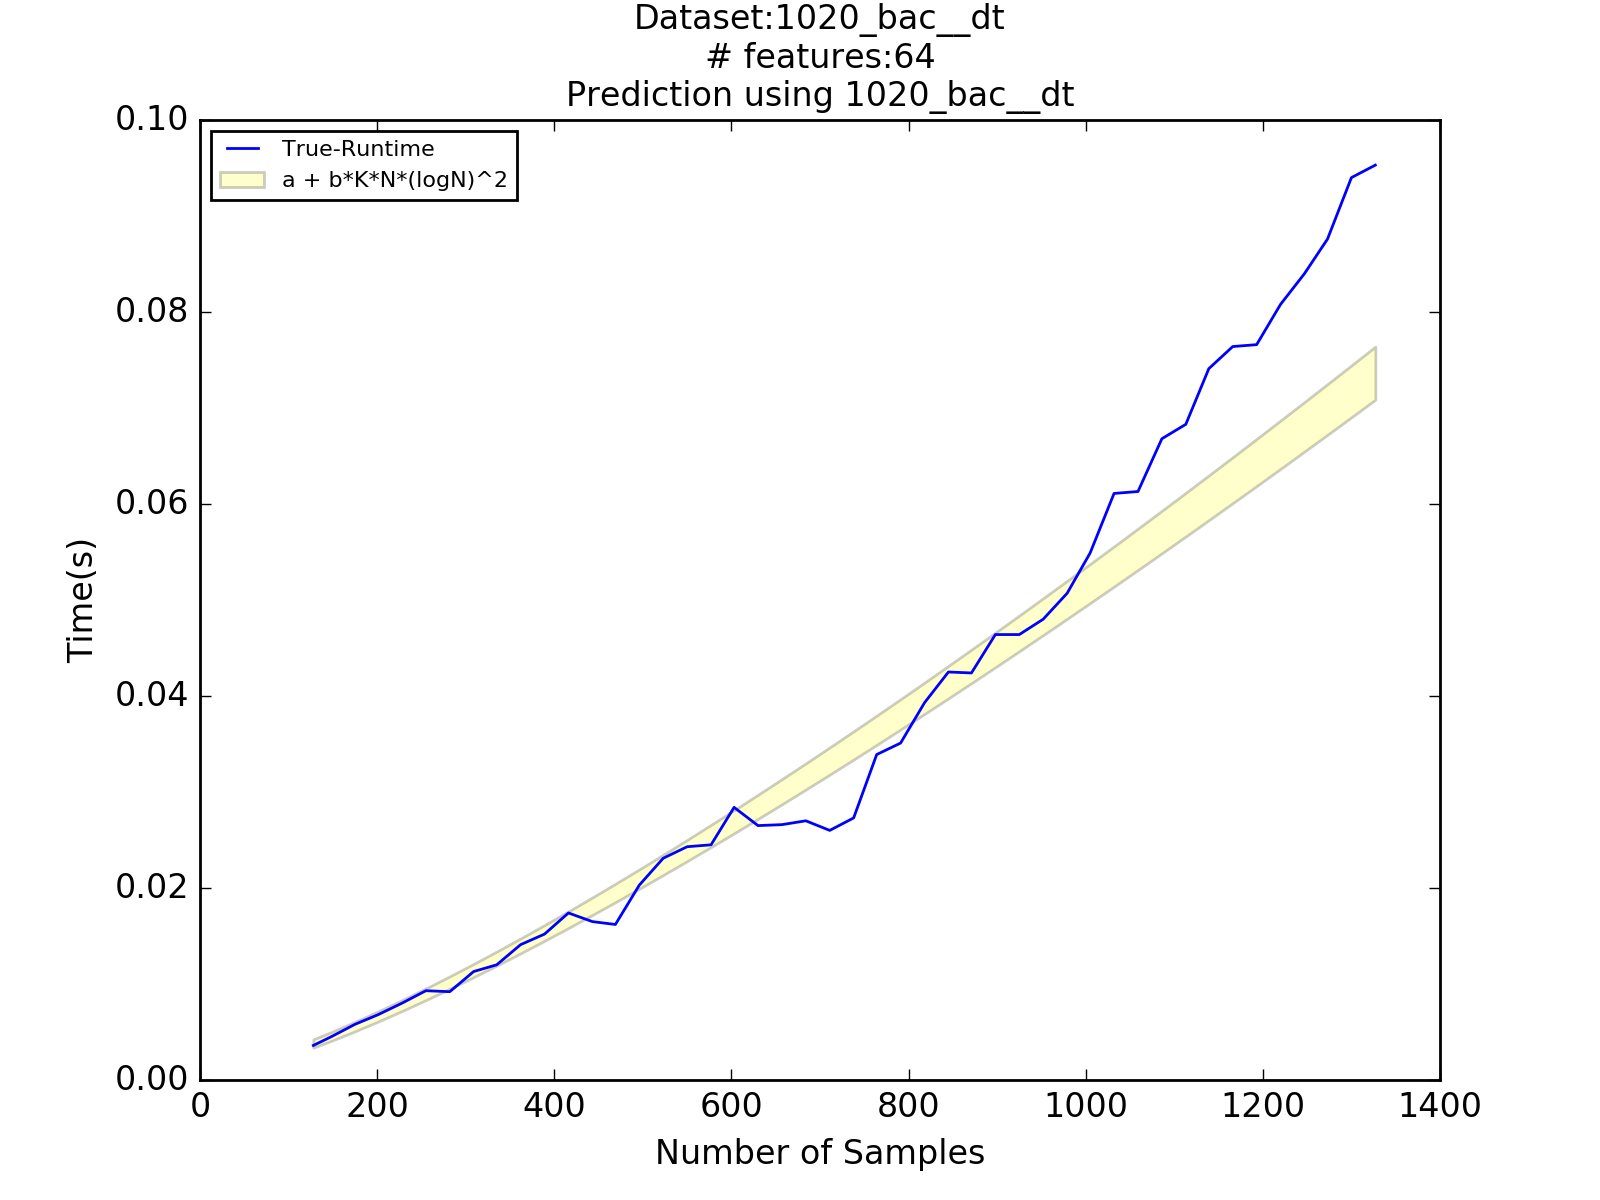 Dataset:1020_bac__dt
# features:64
Prediction using 1020_bac__dt
True-Runtime
a + b*K*N*(logN)^2
0.10
0.08
0.06
0.04
0.02
0.00
Time(s)
0 200 400 600 800 1000 1200 1400
Number of Samples